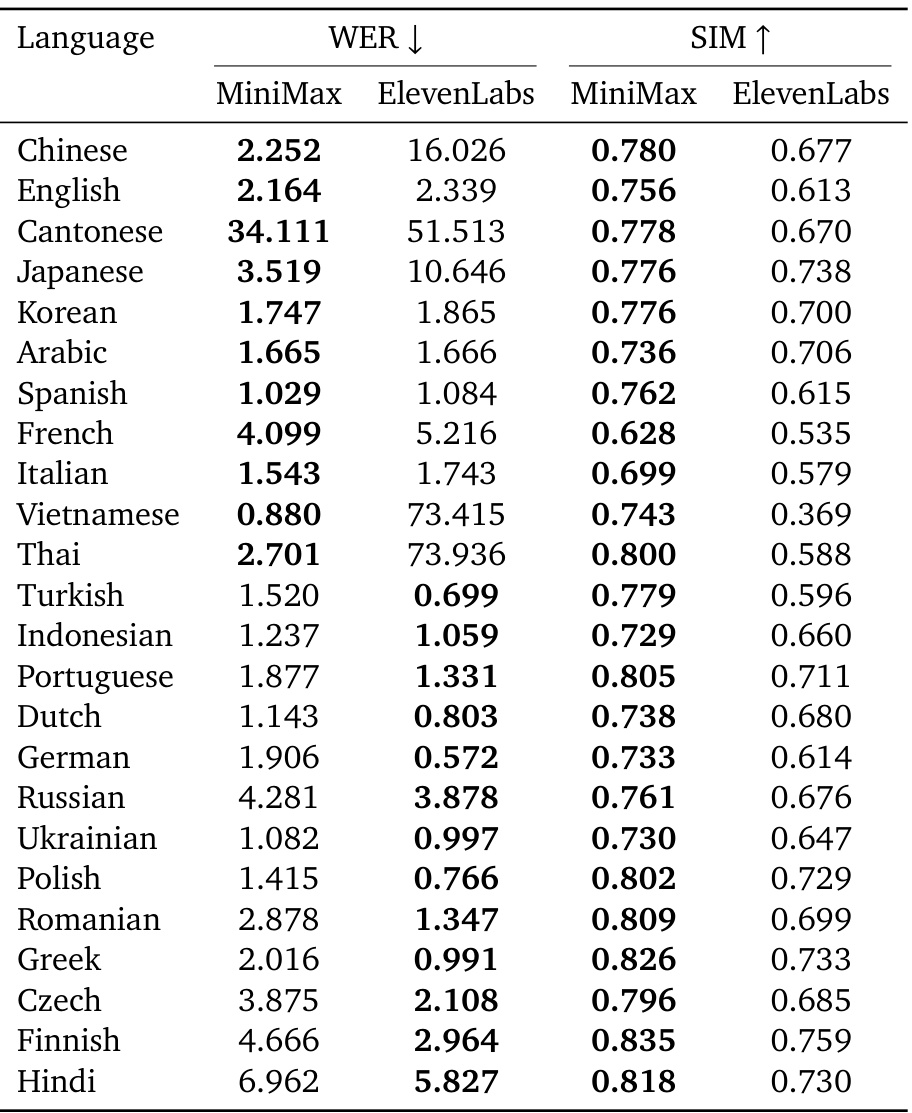 Language WER ↓ SIM ↑
MiniMax ElevenLabs MiniMax ElevenLabs
Chinese 2.252 16.026 0.780 0.677
English 2.164 2.339 0.756 0.613
Cantonese 34.111 51.513 0.778 0.670
Japanese 3.519 10.646 0.776 0.738
Korean 1.747 1.865 0.776 0.700
Arabic 1.665 1.666 0.736 0.706
Spanish 1.029 1.084 0.762 0.615
French 4.099 5.216 0.628 0.535
Italian 1.543 1.743 0.699 0.579
Vietnamese 0.880 73.415 0.743 0.369
Thai 2.701 73.936 0.800 0.588
Turkish 1.520 0.699 0.779 0.596
Indonesian 1.237 1.059 0.729 0.660
Portuguese 1.877 1.331 0.805 0.711
Dutch 1.143 0.803 0.738 0.680
German 1.906 0.572 0.733 0.614
Russian 4.281 3.878 0.761 0.676
Ukrainian 1.082 0.997 0.730 0.647
Polish 1.415 0.766 0.802 0.729
Romanian 2.878 1.347 0.809 0.699
Greek 2.016 0.991 0.826 0.733
Czech 3.875 2.108 0.796 0.685
Finnish 4.666 2.964 0.835 0.759
Hindi 6.962 5.827 0.818 0.730